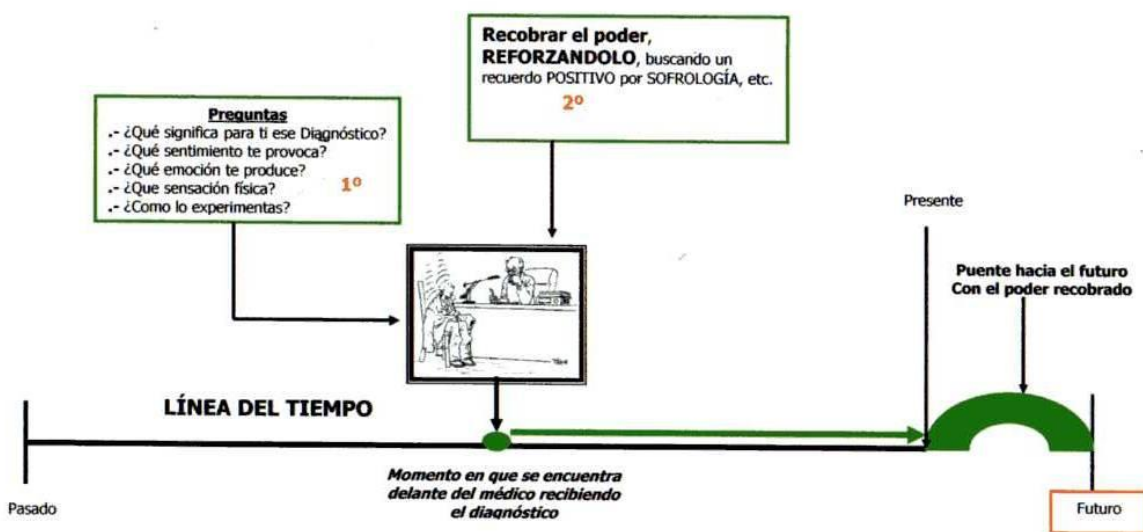 Recobrar el poder,
REFORZANDOLO, buscando un
recuerdo POSITIVO por SOFROLOGÍA, etc.
2º
Preguntas
.- ¿Qué significa para ti ese Diagnóstico?
.- ¿Qué sentimiento te provoca?
.- ¿Qué emoción te produce?
.- ¿Que sensación física?
1º
.- ¿Como lo experimentas?
Presente
Puente hacia el futuro
Con el poder recobrado
LÍNEA DEL TIEMPO
Momento en que se encuentra
delante del médico recibiendo
el diagnóstico
Pasado
Futuro